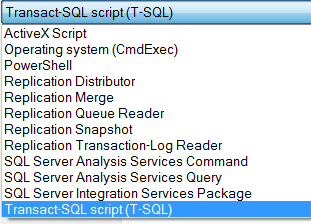 Transact-SQL script (T-SQL)
ActiveX Script
Operating system (CmdExec)
PowerShell
Replication Distributor
Replication Merge
Replication Queue Reader
Replication Snapshot
Replication Transaction-Log Reader
SQL Server Analysis Services Command
SQL Server Analysis Services Query
SQL Server Integration Services Package
Transact-SQL script (T-SQL)